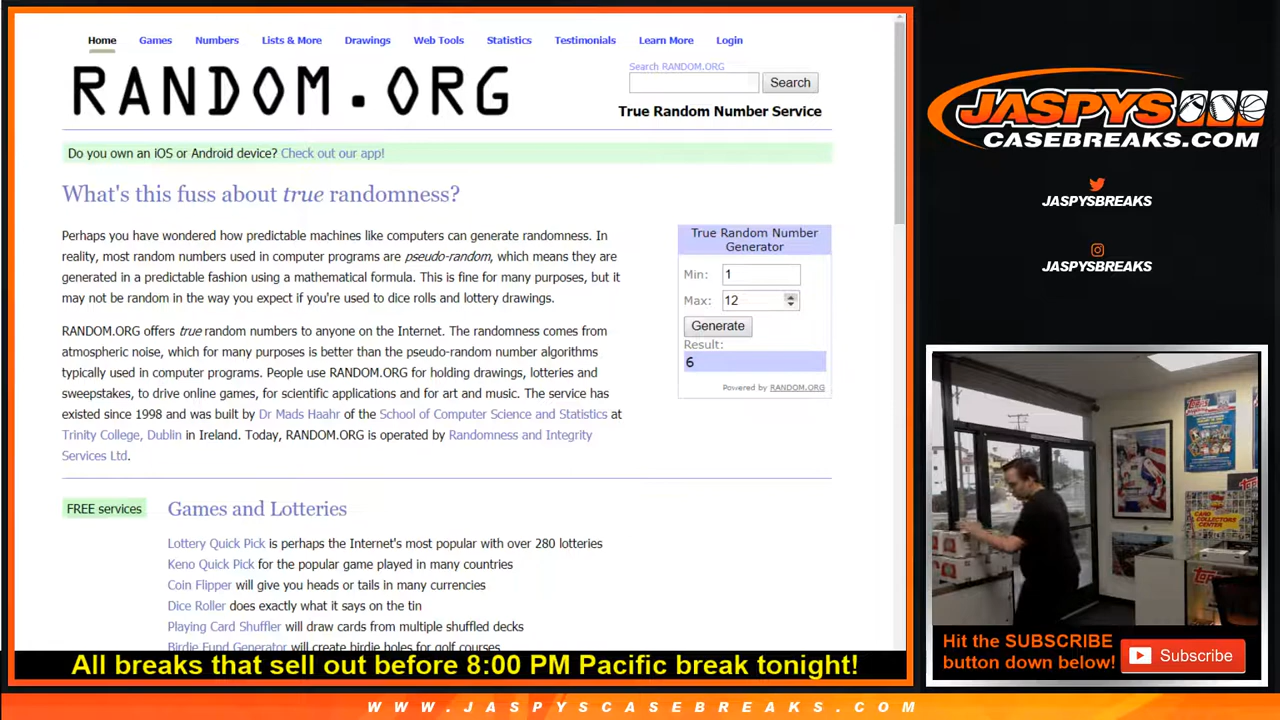 Home Games Numbers Lists & More Drawings Web Tools Statistics Testimonials Learn More Login
RANDOM.ORG
Search RANDOM.ORG
Search
True Random Number Service
Do you own an iOS or Android device? Check out our app!
What's this fuss about true randomness?
Perhaps you have wondered how predictable machines like computers can generate randomness. In
reality, most random numbers used in computer programs are pseudo-random, which means they are
generated in a predictable fashion using a mathematical formula. This is fine for many purposes, but it
may not be random in the way you expect if you're used to dice rolls and lottery drawings.
RANDOM.ORG offers true random numbers to anyone on the Internet. The randomness comes from
atmospheric noise, which for many purposes is better than the pseudo-random number algorithms
typically used in computer programs. People use RANDOM.ORG for holding drawings, lotteries and
sweepstakes, to drive online games, for scientific applications and for art and music. The service has
existed since 1998 and was built by Dr Mads Haahr of the School of Computer Science and Statistics at
Trinity College, Dublin in Ireland. Today, RANDOM.ORG is operated by Randomness and Integrity
Services Ltd.
True Random Number
Generator
Min: 1
Max: 12
Generate
Result:
6
Powered by RANDOM.ORG
FREE services
Games and Lotteries
Lottery Quick Pick is perhaps the Internet's most popular with over 280 lotteries
Keno Quick Pick for the popular game played in many countries
Coin Flipper will give you heads or tails in many currencies
Dice Roller does exactly what it says on the tin
Playing Card Shuffler will draw cards from multiple shuffled decks
Birdie Fund Generator will create birdie holes for golf courses
All breaks that sell out before 8:00 PM Pacific break tonight!
WWW.JASPYSCASEBREAKS.COM
JASPYS
CASEBREAKS.COM
JASPYSBREAKS
JASPYSBREAKS
topps
CARD
COLLECTORS
CENTER
topps
Hit the SUBSCRIBE
button down below!
Subscribe